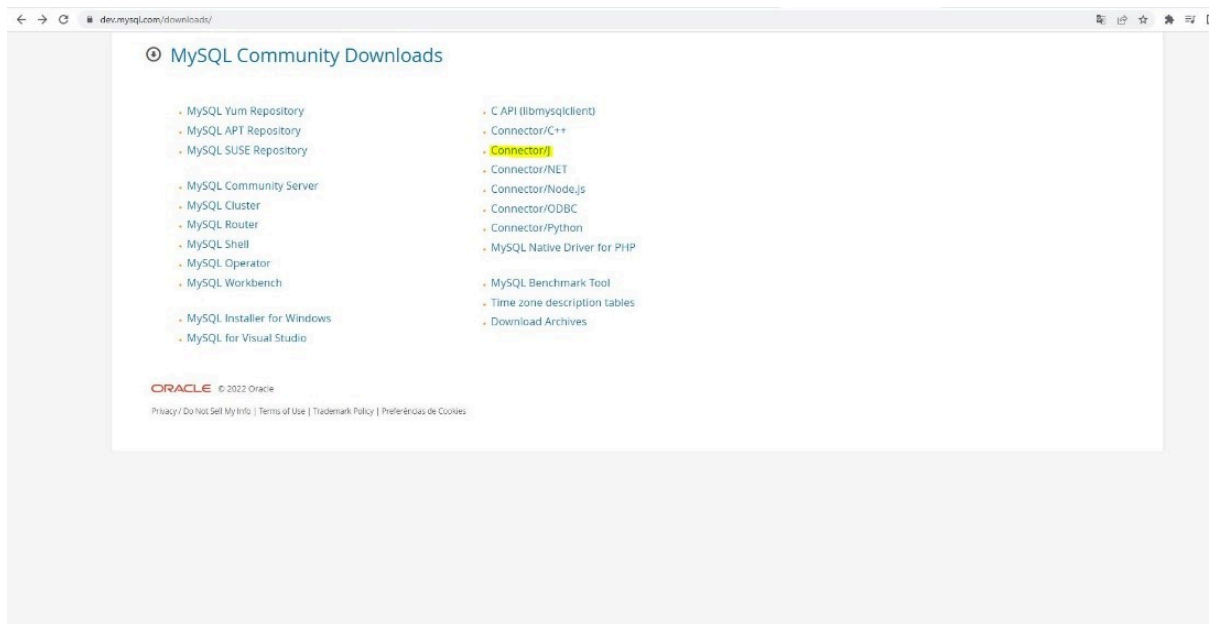 dev.mysql.com/downloads/
MySQL Community Downloads
MySQL Yum Repository
MySQL APT Repository
MySQL SUSE Repository
MySQL Community Server
MySQL Cluster
MySQL Router
MySQL Shell
MySQL Operator
MySQL Workbench
MySQL Installer for Windows
MySQL for Visual Studio
C API (libmysqlclient)
Connector/C++
Connector/J
Connector/NET
Connector/Node.js
Connector/ODBC
Connector/Python
MySQL Native Driver for PHP
MySQL Benchmark Tool
Time zone description tables
Download Archives
ORACLE © 2022 Oracle
Privacy / Do Not Sell My Info | Terms of Use | Trademark Policy | Preferências de Cookies